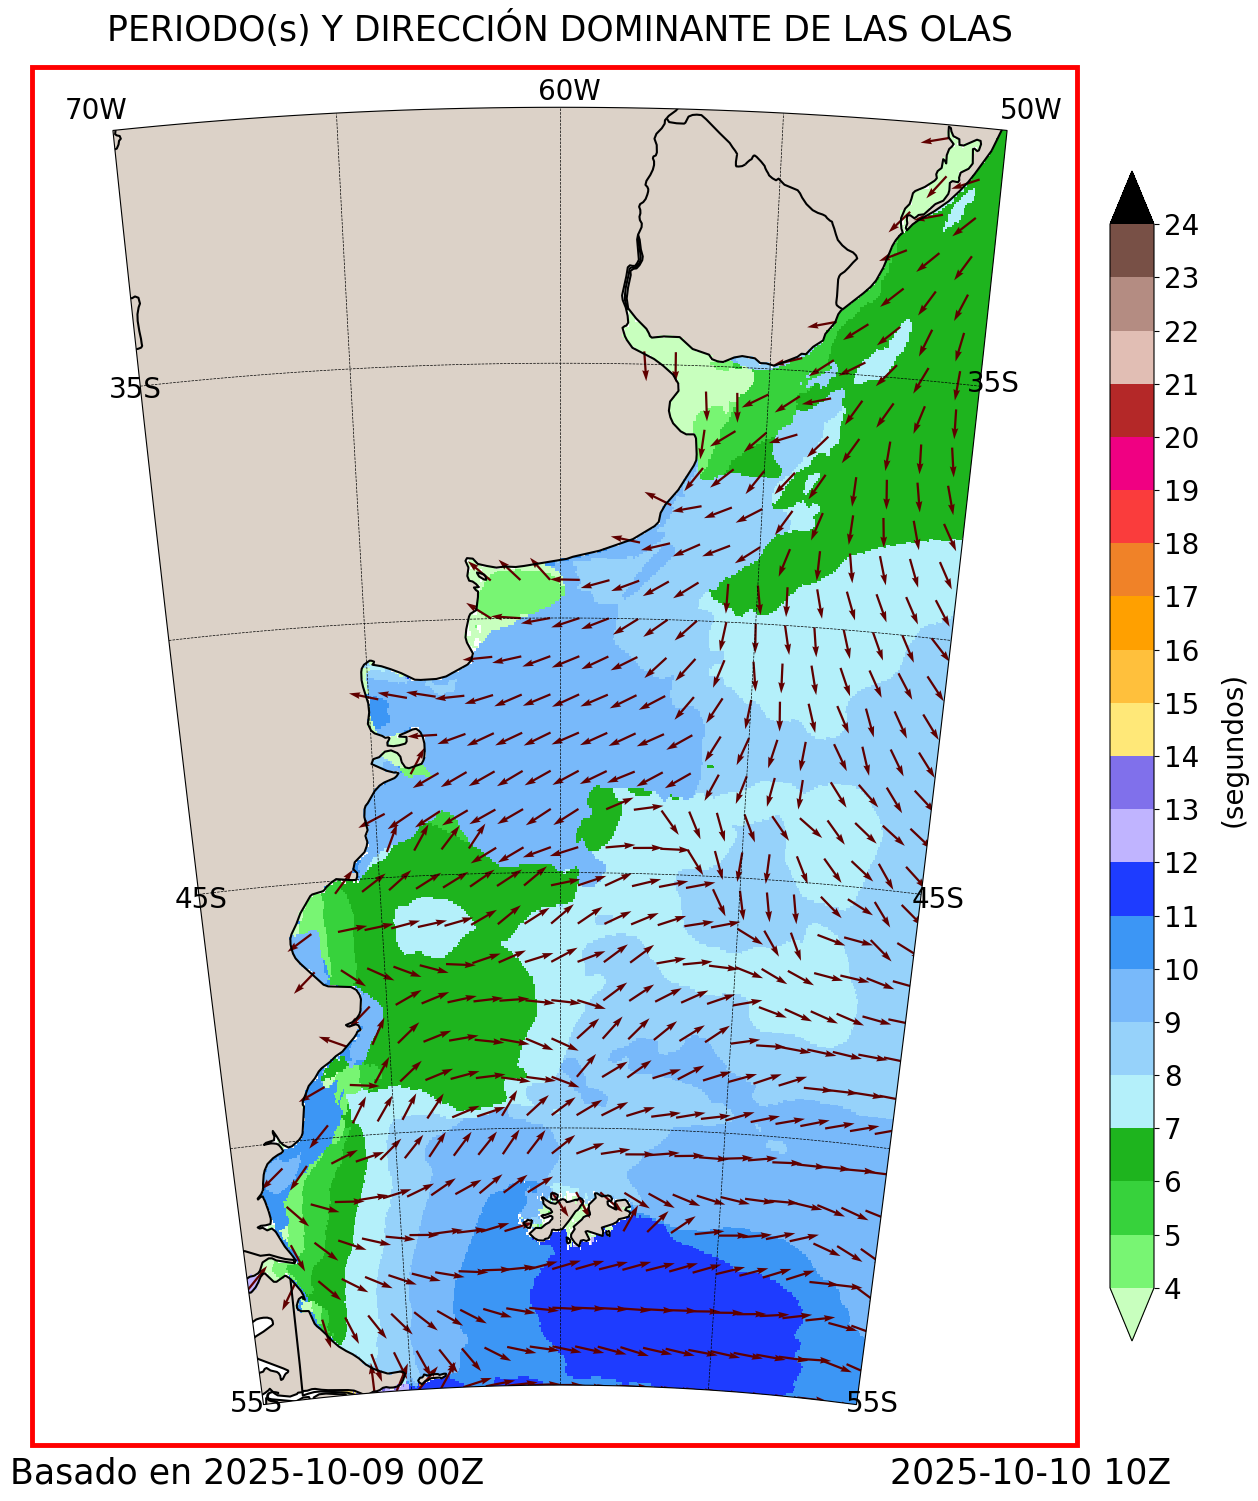 PERIODO(s) Y DIRECCIÓN DOMINANTE DE LAS OLAS
70W
60W
50W
35S
35S
45S
45S
55S
55S
24
23
22
21
20
19
18
17
16
15
14
13
12
11
10
9
8
7
6
5
4
(segundos)
Basado en 2025-10-09 00Z
2025-10-10 10Z